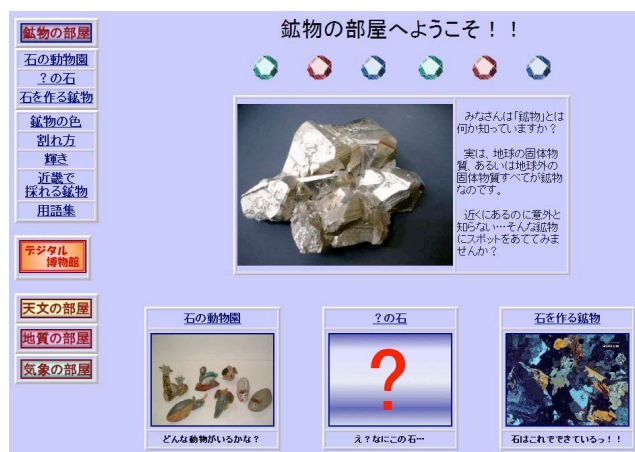 鉱物の部屋
石の動物園
?の石
石を作る鉱物
鉱物の色
割れ方
輝き
近畿で
採れる鉱物
用語集
デジタル
博物館
天文の部屋
地質の部屋
気象の部屋
鉱物の部屋へようこそ!!
みなさんは「鉱物」とは
何か知っていますか?
実は、地球の固体物
質、あるいは地球外の
固体物質すべてが鉱物
なのです。
近くにあるのに意外と
知らない…そんな鉱物
にスポットをあててみま
せんか?
石の動物園
どんな動物がいるかな?
?の石
?
え?なにこの石…
石を作る鉱物
石はこれでできているっ!!